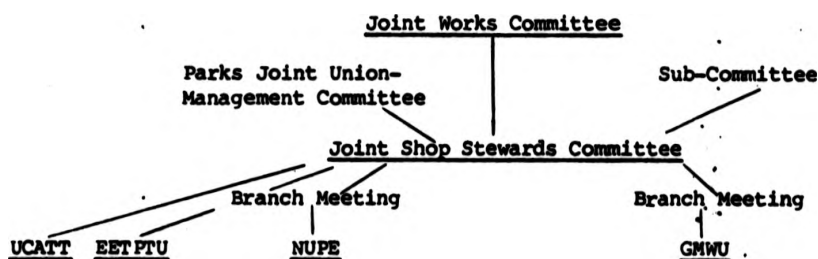 Joint Works Committee
Parks Joint Union-
Management Committee
Sub-Committee
Joint Shop Stewards Committee
Branch Meeting
Branch Meeting
UCATT EETPTU NUPE GMWU